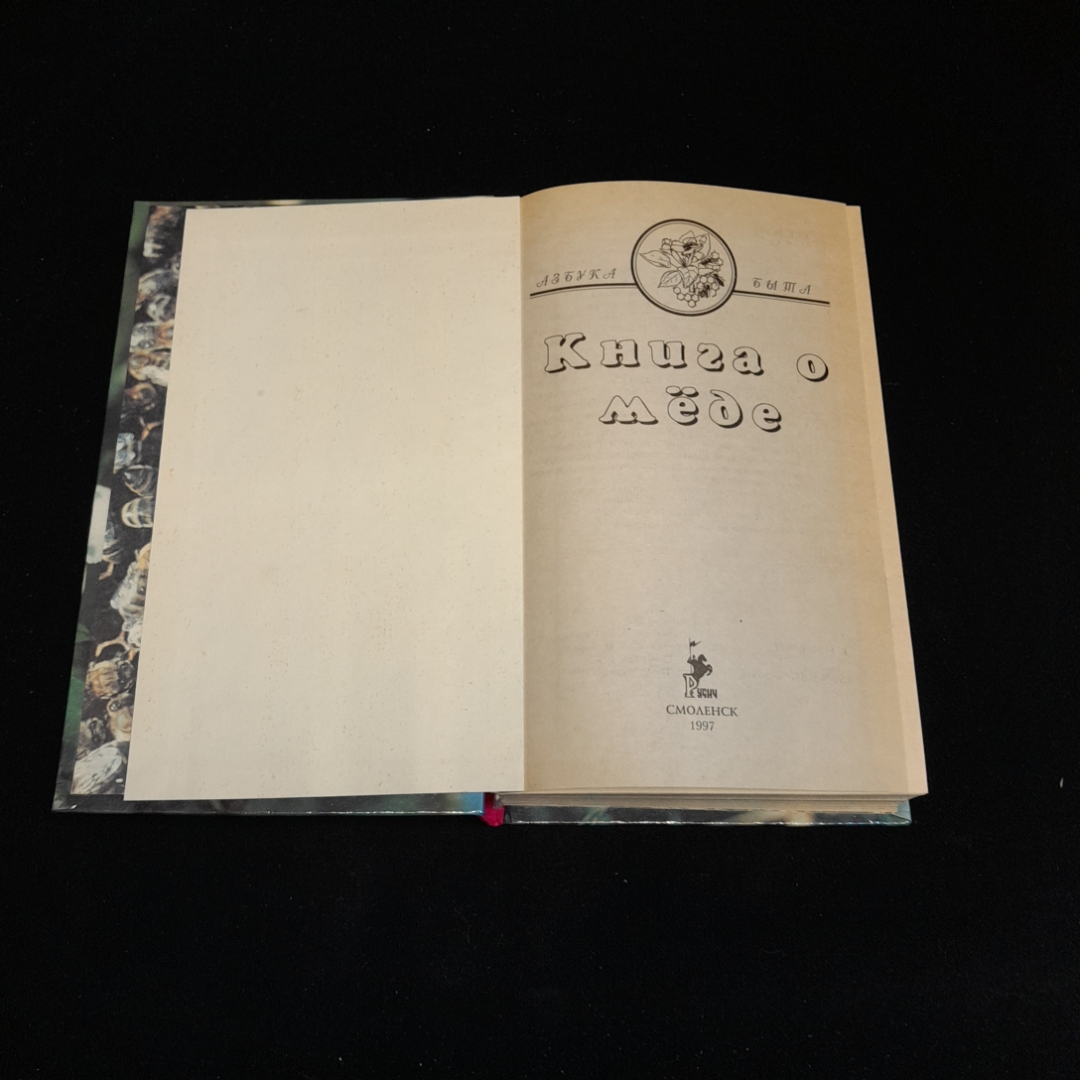 АЗБУКА БЫТА
Книга о
мёде
Русич
СМОЛЕНСК
1997